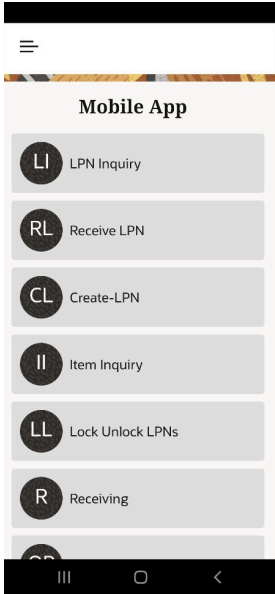 Mobile App
LI
LPN Inquiry
RL
Receive LPN
CL
Create-LPN
II
Item Inquiry
LL
Lock Unlock LPNs
R
Receiving